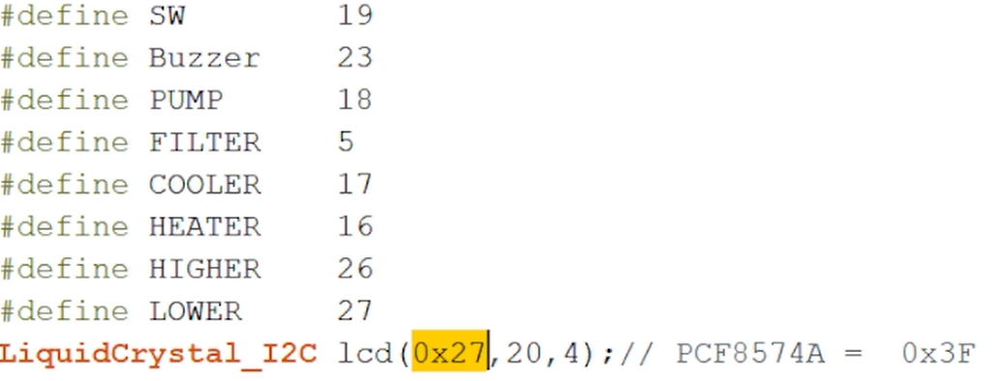 #define SW 19
#define Buzzer 23
#define PUMP 18
#define FILTER 5
#define COOLER 17
#define HEATER 16
#define HIGHER 26
#define LOWER 27
LiquidCrystal_I2C lcd(0x27,20,4);// PCF8574A = 0x3F